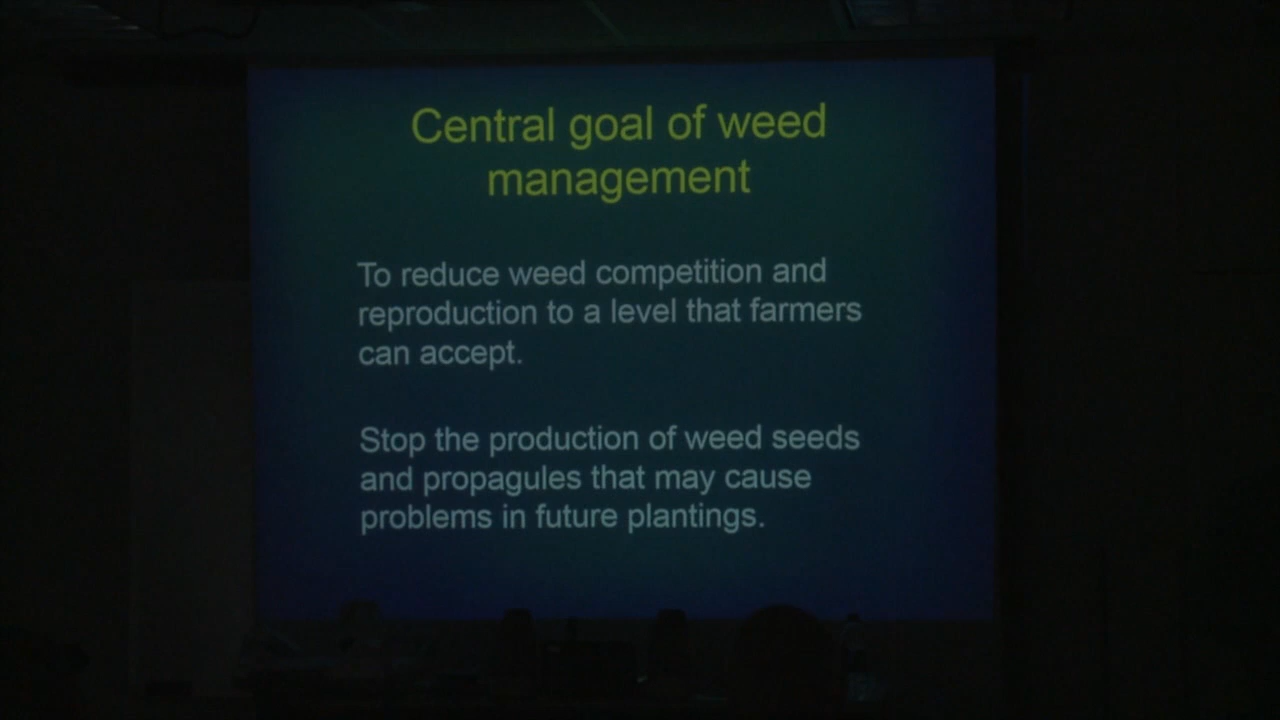 Central goal of weed
management
To reduce weed competition and
reproduction to a level that farmers
can accept.
Stop the production of weed seeds
and propagules that may cause
problems in future plantings.